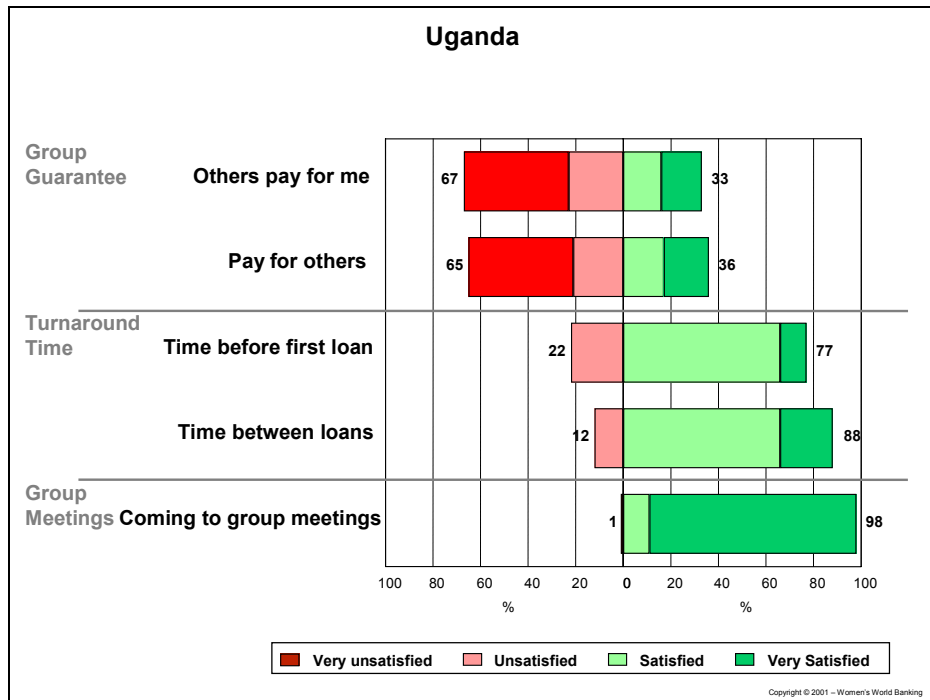 Uganda
Group
Guarantee
Others pay for me
67
33
Pay for others
65
36
Turnaround
Time
Time before first loan
22
77
Time between loans
12
88
Group
Meetings
Coming to group meetings
1
98
100 80 60 40 20 0 20 40 60 80 100
% %
Very unsatisfied Unsatisfied Satisfied Very Satisfied
Copyright © 2001 – Women's World Banking